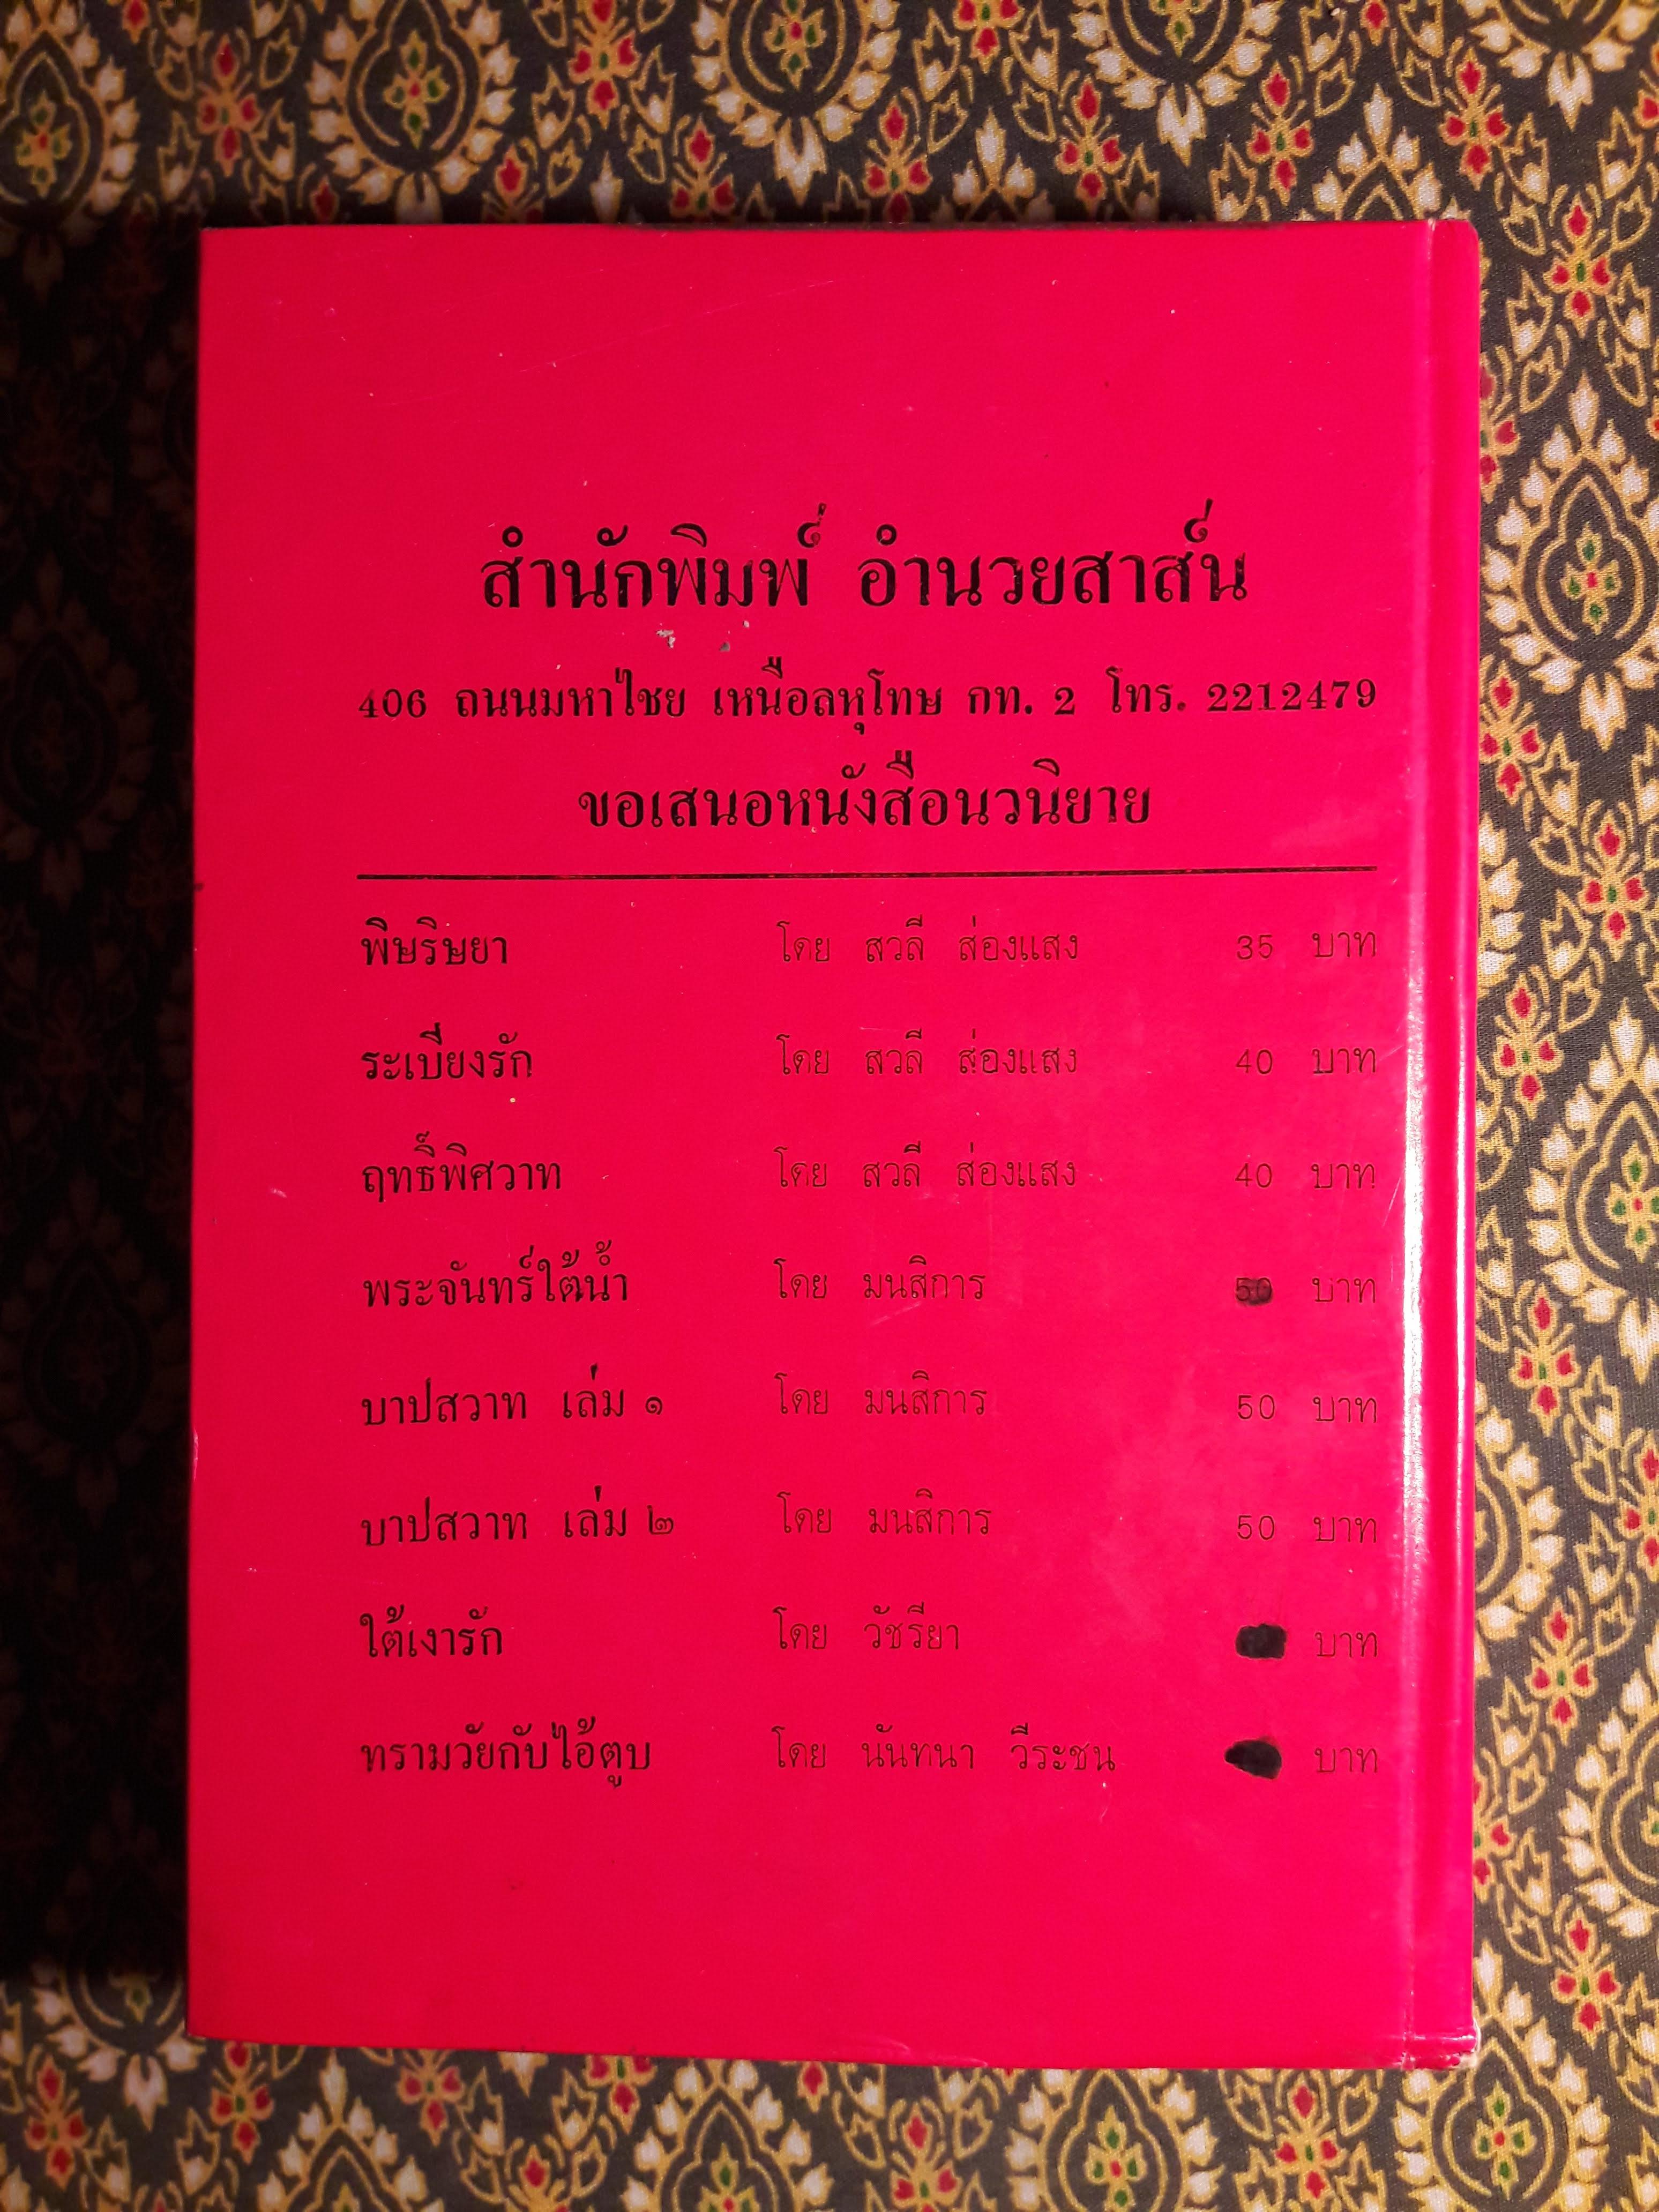 สำนักพิมพ์ อำนวยสาส์น
406 ถนนมหาไชย เหนือลหุโทษ กท. 2 โทร. 2212479
ขอเสนอหนังสือนวนิยาย
พิษริษยา โดย สวลี ส่องแสง 35 บาท
ระเบียงรัก โดย สวลี ส่องแสง 40 บาท
ฤทธิ์พิศวาท โดย สวลี ส่องแสง 40 บาท
พระจันทร์ใต้น้ำ โดย มนสิการ 50 บาท
บาปสวาท เล่ม ๑ โดย มนสิการ 50 บาท
บาปสวาท เล่ม ๒ โดย มนสิการ 50 บาท
ใต้เงารัก โดย วัชรียา บาท
ทรามวัยกับไอ้ตูบ โดย นันทนา วีระชน บาท